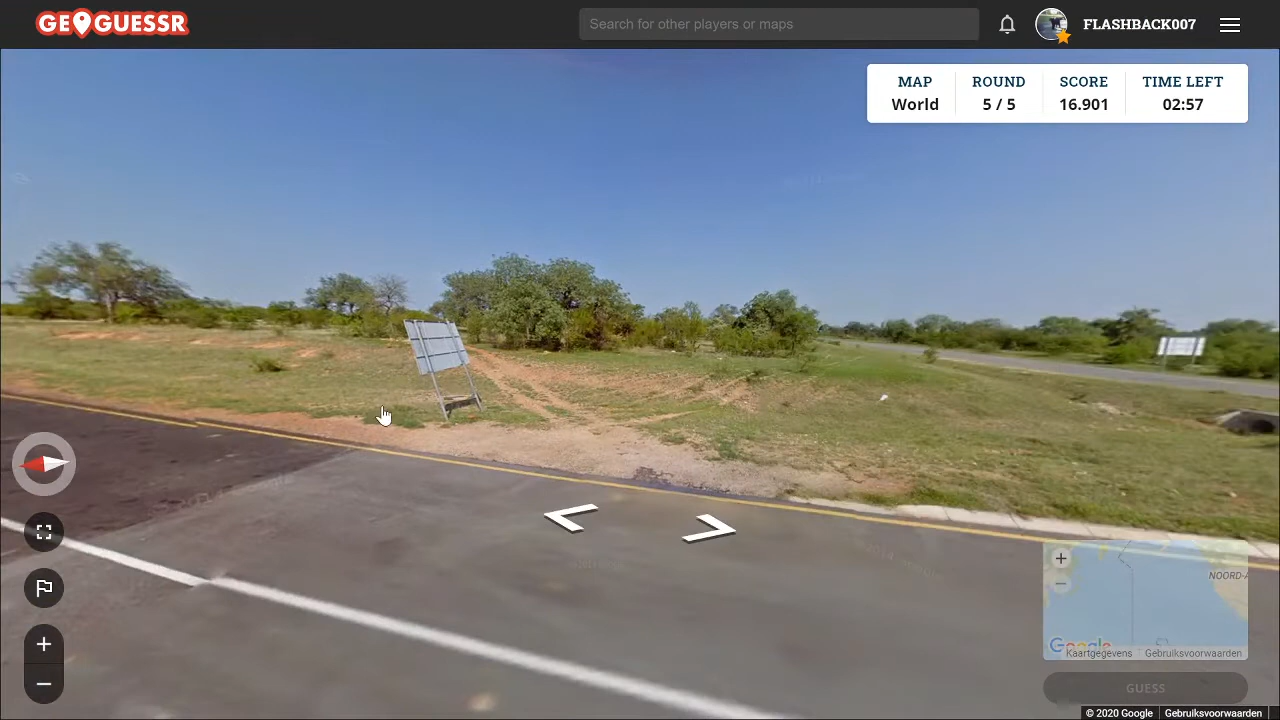 GEOGUESSR
Search for other players or maps
FLASHBACK007
MAP
World
ROUND
5 / 5
SCORE
16.901
TIME LEFT
02:57
NOORD-A
Google
Kaartgegevens
Gebruiksvoorwaarden
GUESS
© 2020 Google
Gebruiksvoorwaarden